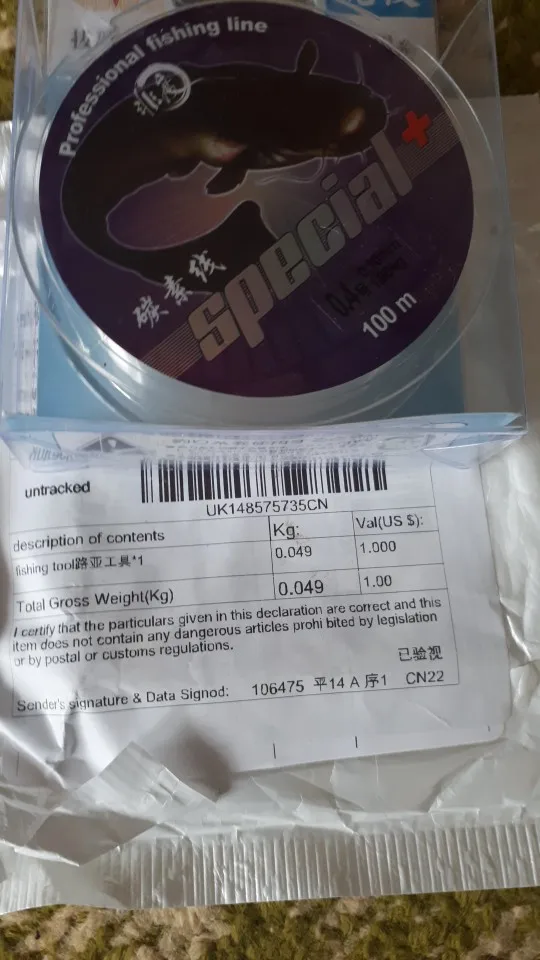 Professional fishing line
碳素线
special+
100 m
untracked
UK148575735CN
description of contents
Kg:
Val(US $):
fishing tool路亚工具*1
0.049
1.000
Total Gross Weight(Kg)
0.049
1.00
I certify that the particulars given in this declaration are correct and this
item does not contain any dangerous articles prohi bited by legislation
or by postal or customs regulations.
已验视
Sender's signature & Data Signod:
106475 平14 A 序1
CN22